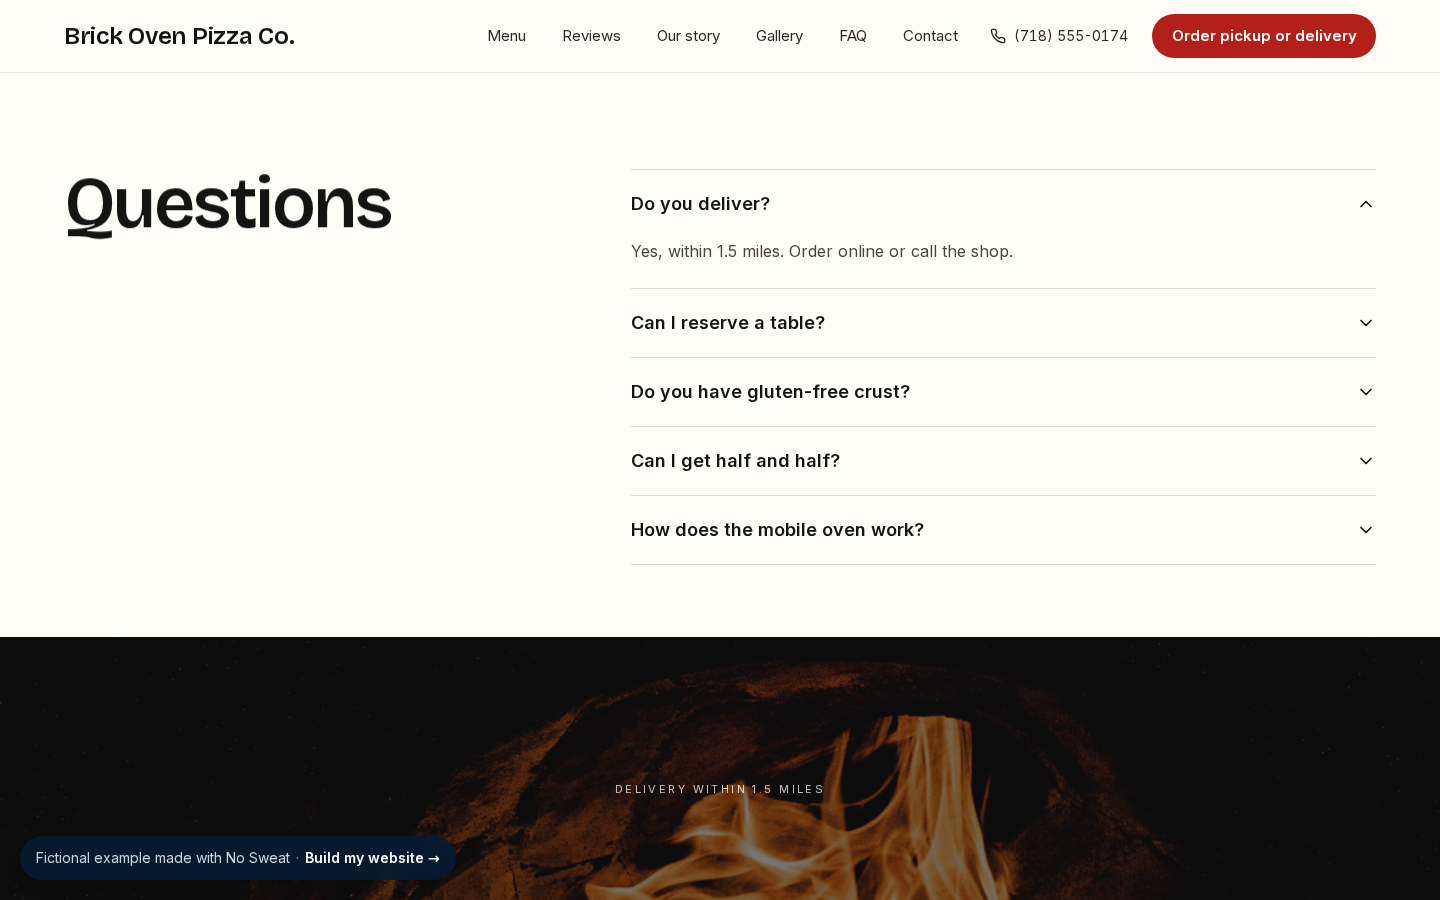 Brick Oven Pizza Co.
Menu
Reviews
Our story
Gallery
FAQ
Contact
(718) 555-0174
Order pickup or delivery
Questions
Do you deliver?
Yes, within 1.5 miles. Order online or call the shop.
Can I reserve a table?
Do you have gluten-free crust?
Can I get half and half?
How does the mobile oven work?
DELIVERY WITHIN 1.5 MILES
Fictional example made with No Sweat · Build my website →